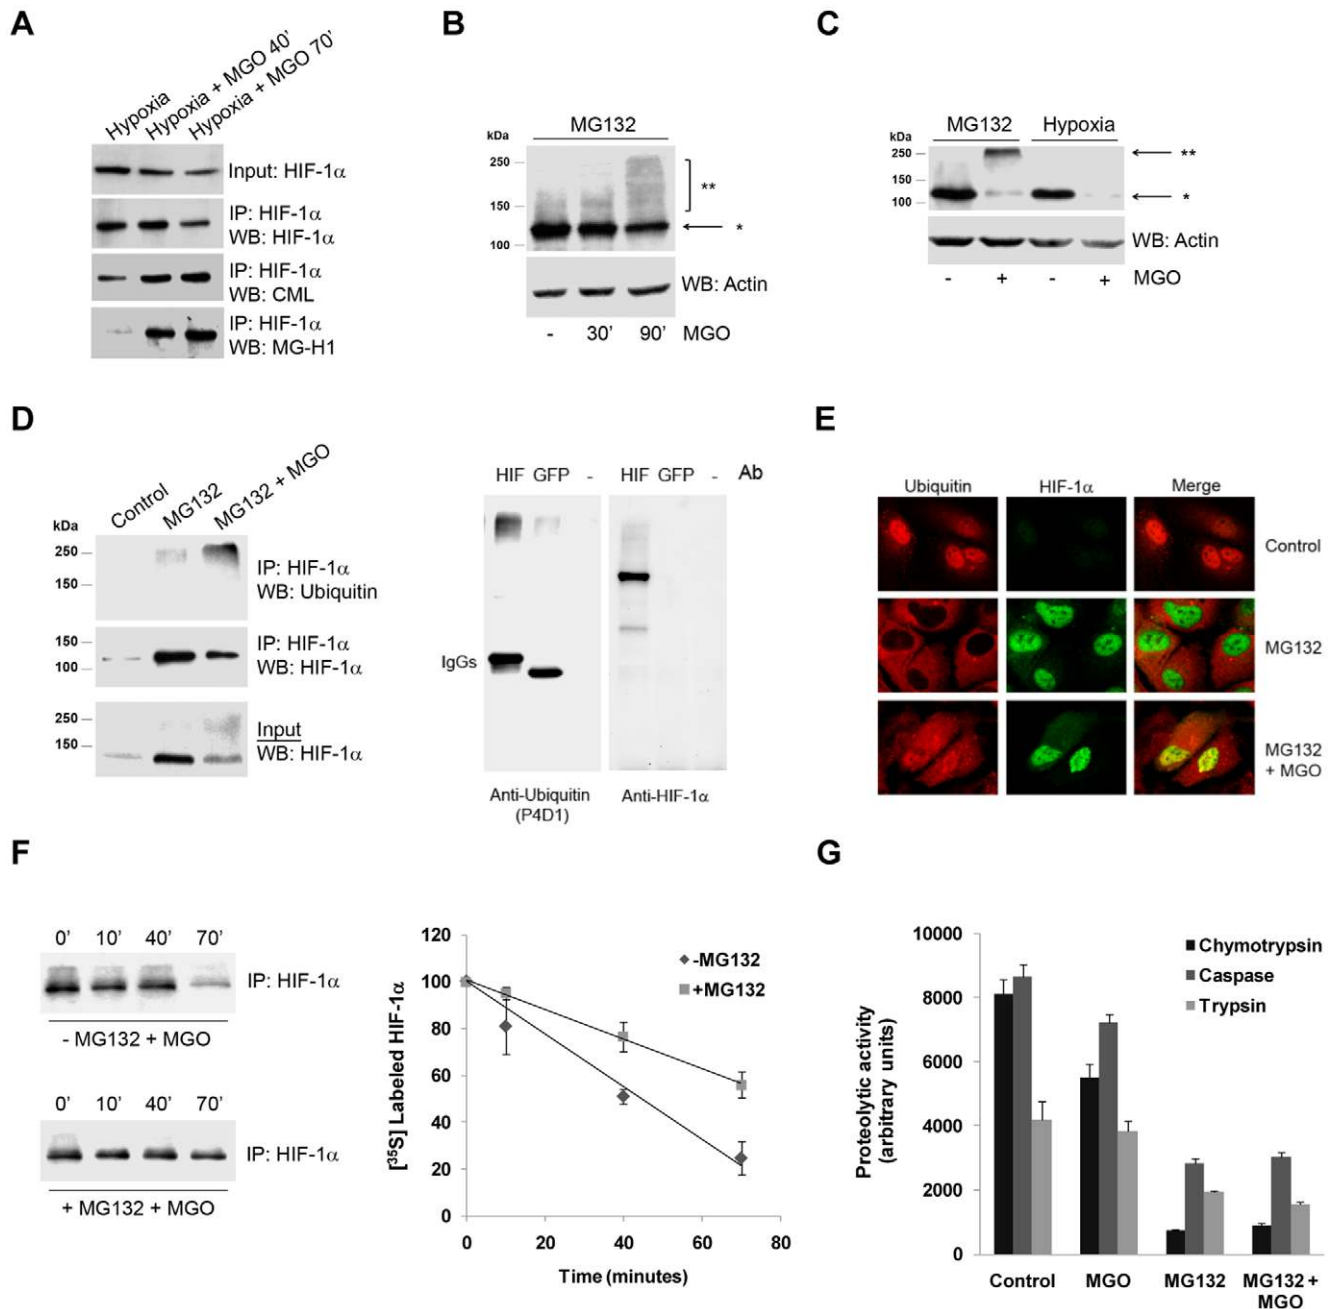 A
Hypoxia
Hypoxia + MGO 40'
Hypoxia + MGO 70'
Input: HIF-1α
IP: HIF-1α
WB: HIF-1α
IP: HIF-1α
WB: CML
IP: HIF-1α
WB: MG-H1
B
MG132
kDa
250
150
100
**
*
WB: Actin
- 30' 90' MGO
C
MG132 Hypoxia
kDa
250
150
100
**
*
WB: Actin
- + - + MGO
D
Control
MG132
MG132 + MGO
kDa
250
150
IP: HIF-1α
WB: Ubiquitin
150
100
IP: HIF-1α
WB: HIF-1α
250
150
Input
WB: HIF-1α
HIF GFP - HIF GFP - Ab
IgGs
Anti-Ubiquitin
(P4D1)
Anti-HIF-1α
E
Ubiquitin HIF-1α Merge
Control
MG132
MG132
+ MGO
F
0' 10' 40' 70'
IP: HIF-1α
- MG132 + MGO
0' 10' 40' 70'
IP: HIF-1α
+ MG132 + MGO
[35S] Labeled HIF-1α
120
100
80
60
40
20
0
-MG132
+MG132
0 20 40 60 80
Time (minutes)
G
Proteolytic activity
(arbitrary units)
10000
8000
6000
4000
2000
0
Chymotrypsin
Caspase
Trypsin
Control MGO MG132 MG132 +
MGO